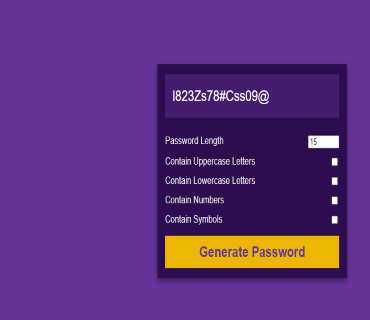 I823Zs78#Css09@
Password Length
15
Contain Uppercase Letters
Contain Lowercase Letters
Contain Numbers
Contain Symbols
Generate Password